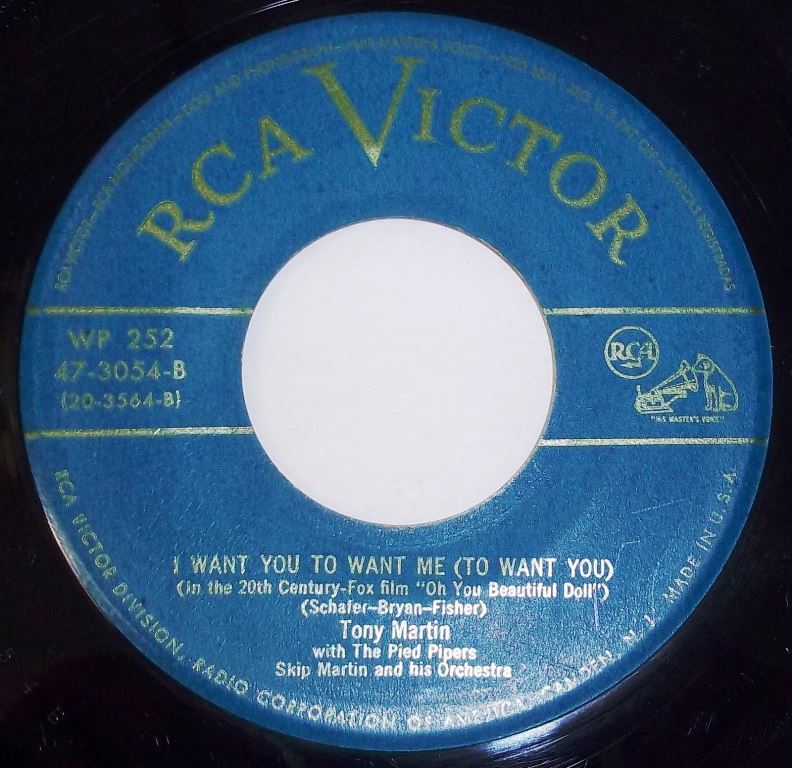 RCA VICTOR
WP 252
47-3054-B
(20-3564-B)
RCA
"HIS MASTER'S VOICE"
I WANT YOU TO WANT ME (TO WANT YOU)
(In the 20th Century-Fox film "Oh You Beautiful Doll")
(Schafer-Bryan-Fisher)
Tony Martin
with The Pied Pipers
Skip Martin and his Orchestra
RCA VICTOR DIVISION, RADIO CORPORATION OF AMERICA, CAMDEN, N. J. MADE IN U.S.A.